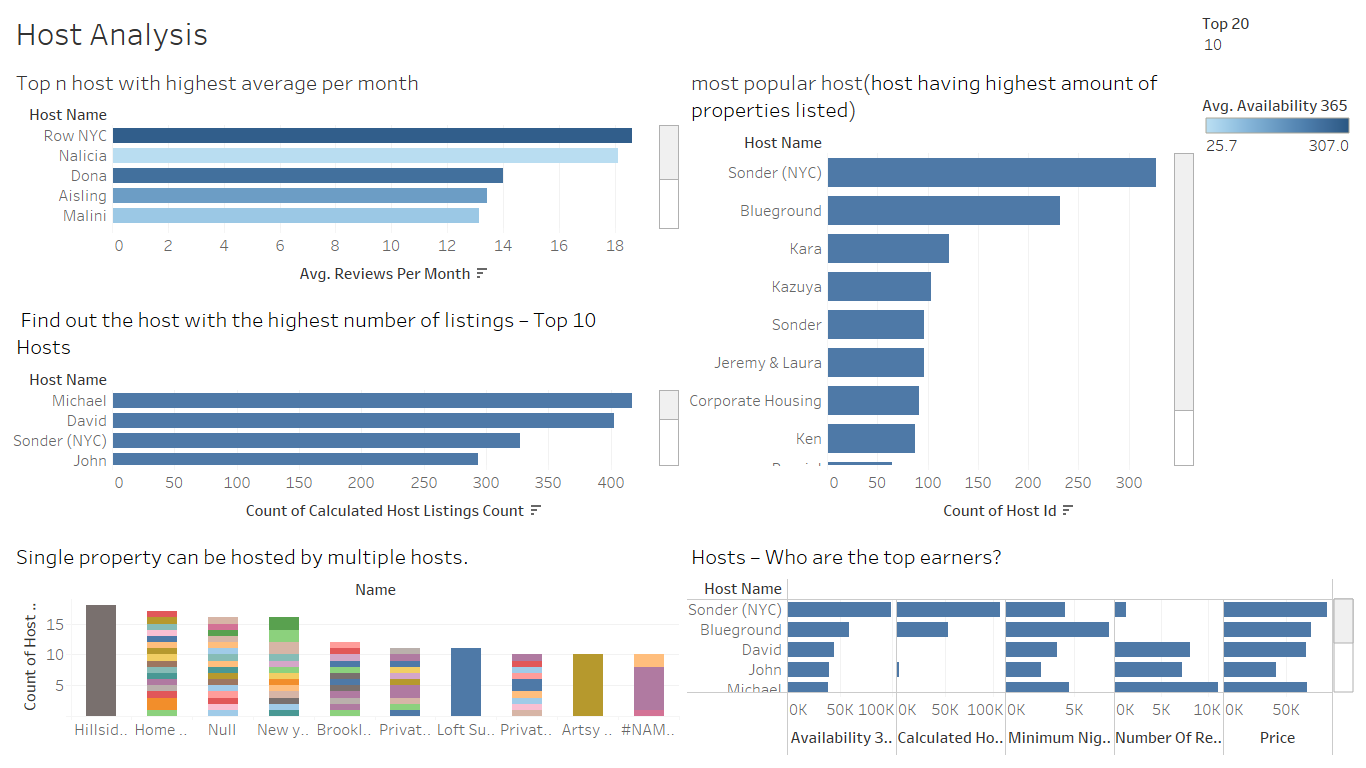 Host Analysis
Top 20
10
Top n host with highest average per month
Host Name
Row NYC
Nalicia
Dona
Aisling
Malini
0 2 4 6 8 10 12 14 16 18
Avg. Reviews Per Month
most popular host(host having highest amount of
properties listed)
Host Name
Sonder (NYC)
Blueground
Kara
Kazuya
Sonder
Jeremy & Laura
Corporate Housing
Ken
0 50 100 150 200 250 300
Count of Host Id
Avg. Availability 365
25.7 307.0
Find out the host with the highest number of listings – Top 10
Hosts
Host Name
Michael
David
Sonder (NYC)
John
0 50 100 150 200 250 300 350 400
Count of Calculated Host Listings Count
Single property can be hosted by multiple hosts.
Name
Count of Host ..
15
10
5
Hillsid.. Home .. Null New y.. Brookl.. Privat.. Loft Su.. Privat.. Artsy .. #NAM..
Hosts – Who are the top earners?
Host Name
Sonder (NYC)
Blueground
David
John
Michael
0K 50K 100K 0K 50K 100K 0K 5K 0K 5K 10K 0K 50K
Availability 3.. Calculated Ho.. Minimum Nig.. Number Of Re.. Price